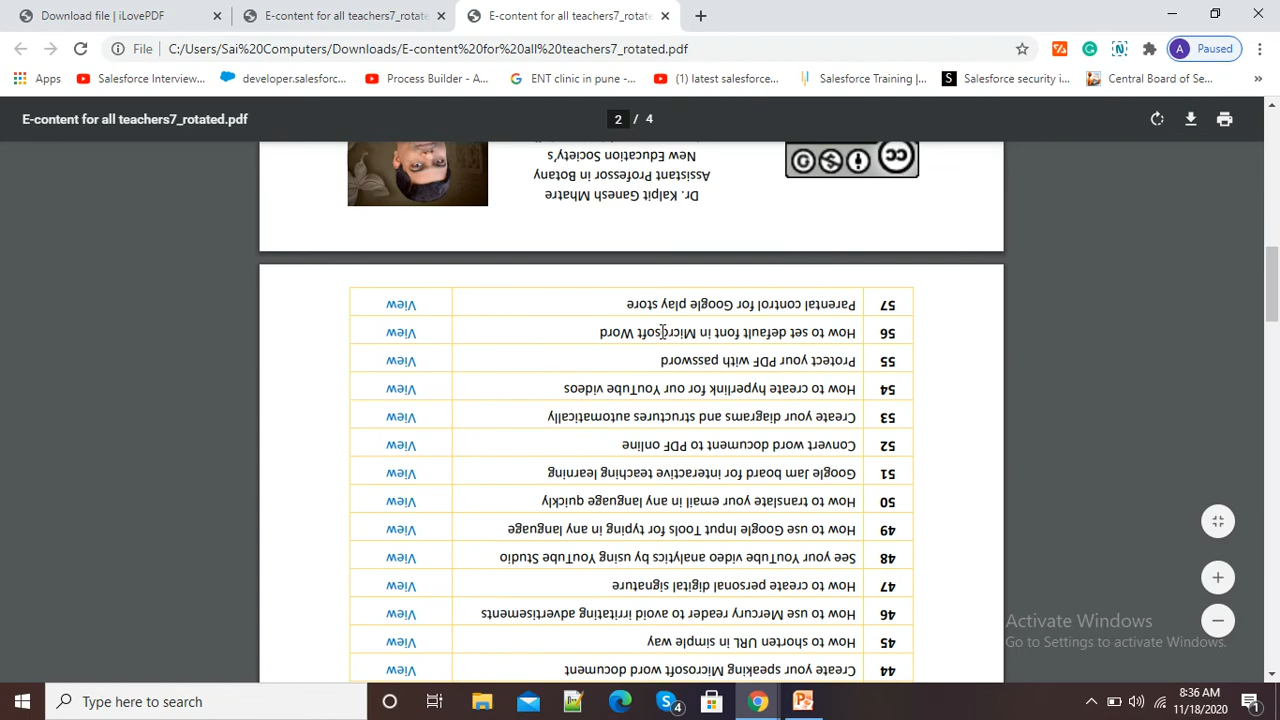 Download file | iLovePDF
E-content for all teachers7_rotate
E-content for all teachers7_rotate
File C:/Users/Sai%20Computers/Downloads/E-content%20for%20all%20teachers7_rotated.pdf
A Paused
Apps Salesforce Interview... developer.salesforc... Process Builder - A... ENT clinic in pune -... (1) latest salesforce... Salesforce Training |... Salesforce security i... Central Board of Se...
E-content for all teachers7_rotated.pdf
2 / 4
New Education Society's
Assistant Professor in Botany
Dr. Kalpit Ganesh Mhatre
57 Parental control for Google play store View
56 How to set default font in Microsoft Word View
55 Protect your PDF with password View
54 How to create hyperlink for our YouTube videos View
53 Create your diagrams and structures automatically View
52 Convert word document to PDF online View
51 Google Jam board for interactive teaching learning View
50 How to translate your email in any language quickly View
49 How to use Google Input Tools for typing in any language View
48 See your YouTube video analytics by using YouTube Studio View
47 How to create personal digital signature View
46 How to use Mercury reader to avoid irritating advertisements View
45 How to shorten URL in simple way View
44 Create your speaking Microsoft word document View
Activate Windows
Go to Settings to activate Windows.
Type here to search
4
8:36 AM
11/18/2020
1